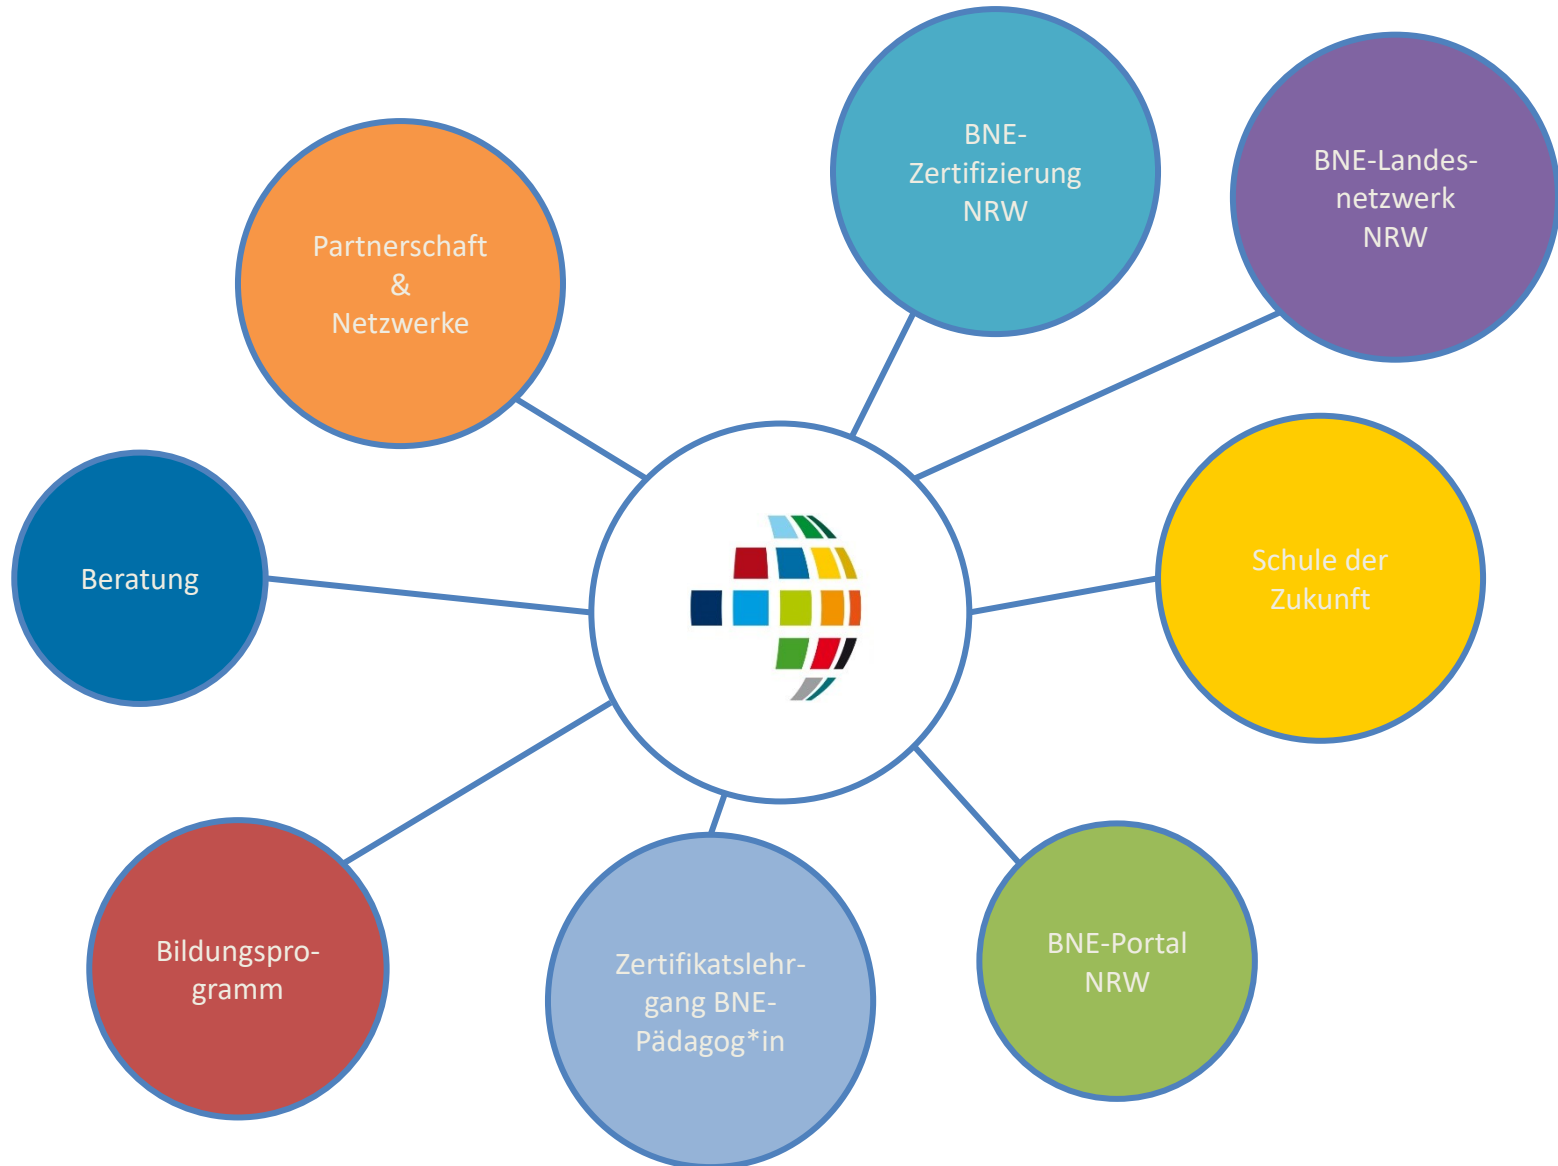 BNE-
Zertifizierung
NRW
BNE-Landes-
netzwerk
NRW
Partnerschaft
&
Netzwerke
Beratung
Schule der
Zukunft
Bildungspro-
gramm
Zertifikatslehr-
gang BNE-
Pädagog*in
BNE-Portal
NRW